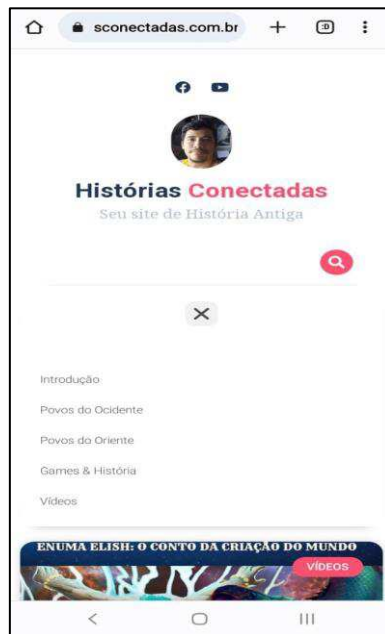 sconectadas.com.br
:D
Histórias Conectadas
Seu site de História Antiga
Introdução
Povos do Ocidente
Povos do Oriente
Games & História
Vídeos
ENUMA ELISH: O CONTO DA CRIAÇÃO DO MUNDO
VÍDEOS